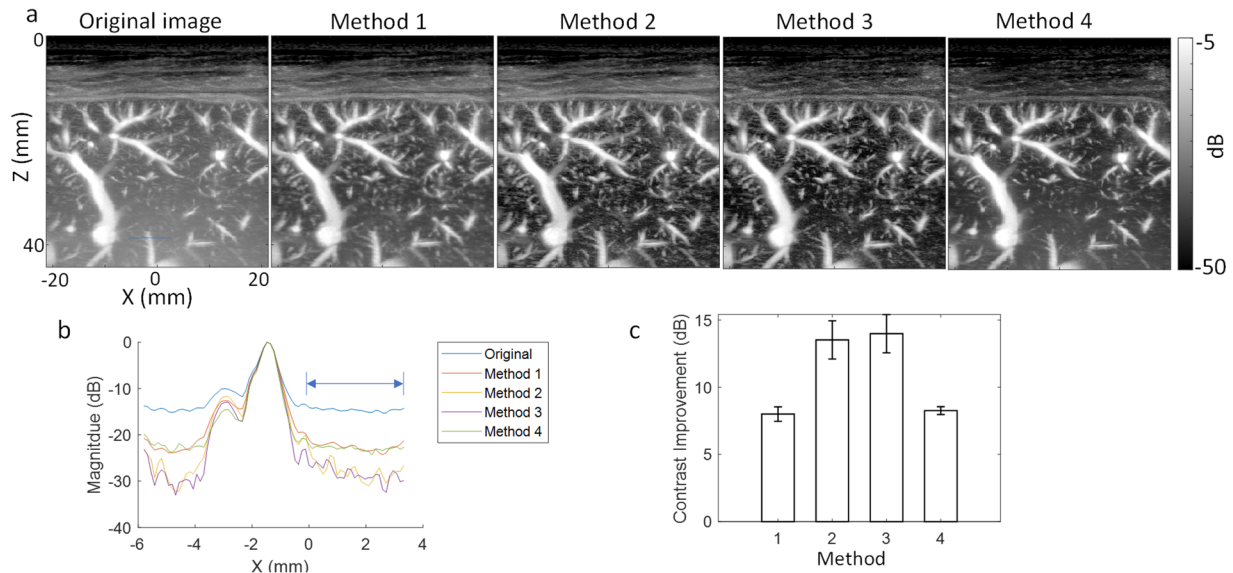 a
Original image Method 1 Method 2 Method 3 Method 4
0
40
Z (mm)
-20 0 20
X (mm)
-5
-50
dB
b
0
-10
-20
-30
-40
Magnitdue (dB)
-6 -4 -2 0 2 4
X (mm)
Original
Method 1
Method 2
Method 3
Method 4
c
15
10
5
0
Contrast Improvement (dB)
1 2 3 4
Method